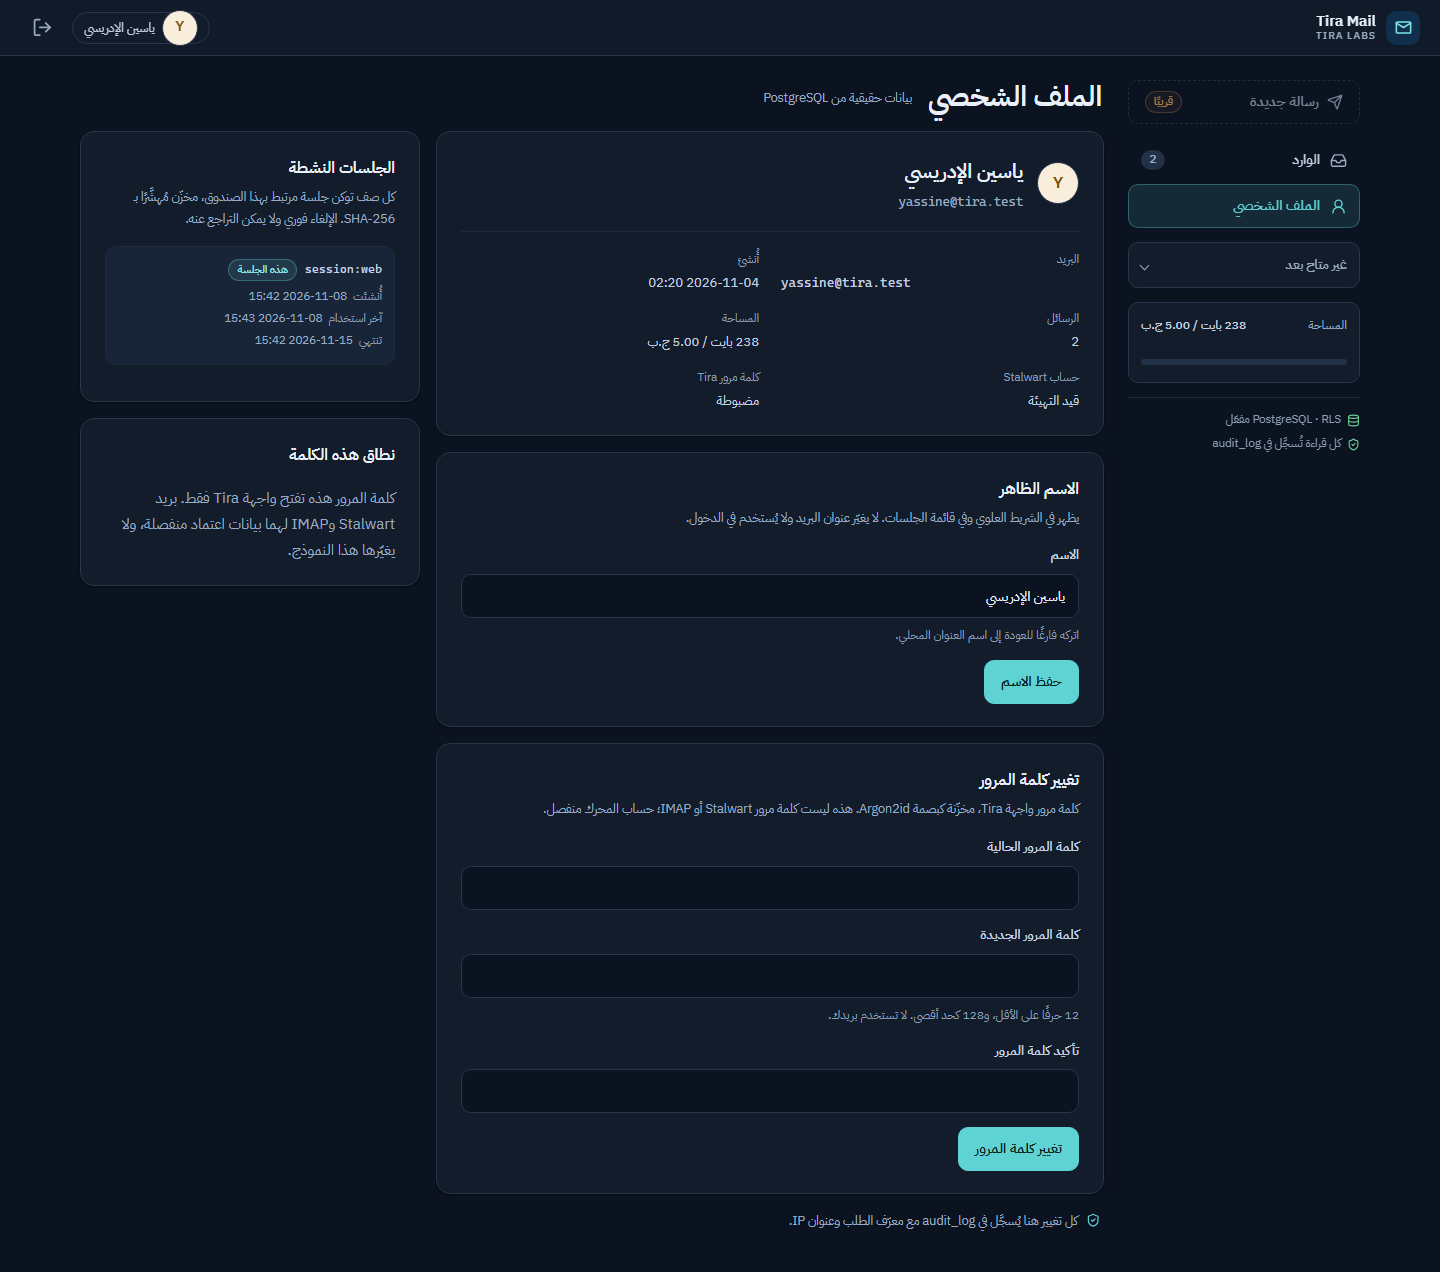 Tira Mail
TIRA LABS
Y
ياسين الإدريسي
رسالة جديدة
قريبًا
الوارد
2
الملف الشخصي
غير متاح بعد
المساحة
238 بايت / 5.00 ج.ب
PostgreSQL · RLS مفعّل
كل قراءة تُسجَّل في audit_log
الملف الشخصي
بيانات حقيقية من PostgreSQL
Y
ياسين الإدريسي
yassine@tira.test
البريد
yassine@tira.test
أُنشئ
2026-11-04 02:20
الرسائل
2
المساحة
238 بايت / 5.00 ج.ب
حساب Stalwart
قيد التهيئة
كلمة مرور Tira
مضبوطة
الاسم الظاهر
يظهر في الشريط العلوي وفي قائمة الجلسات. لا يغيّر عنوان البريد ولا يُستخدم في الدخول.
الاسم
ياسين الإدريسي
اتركه فارغًا للعودة إلى اسم العنوان المحلي.
حفظ الاسم
تغيير كلمة المرور
كلمة مرور واجهة Tira، مخزّنة كبصمة Argon2id. هذه ليست كلمة مرور Stalwart أو IMAP؛ حساب المحرك منفصل.
كلمة المرور الحالية
كلمة المرور الجديدة
12 حرفًا على الأقل، و128 كحد أقصى. لا تستخدم بريدك.
تأكيد كلمة المرور
تغيير كلمة المرور
كل تغيير هنا يُسجَّل في audit_log مع معرّف الطلب وعنوان IP.
الجلسات النشطة
كل صف توكن جلسة مرتبط بهذا الصندوق، مخزّن مُهشَّرًا بـ
SHA-256. الإلغاء فوري ولا يمكن التراجع عنه.
session:web
هذه الجلسة
أُنشئت 2026-11-08 15:42
آخر استخدام 2026-11-08 15:43
تنتهي 2026-11-15 15:42
نطاق هذه الكلمة
كلمة المرور هذه تفتح واجهة Tira فقط. بريد
Stalwart وIMAP لهما بيانات اعتماد منفصلة، ولا
يغيّرها هذا النموذج.